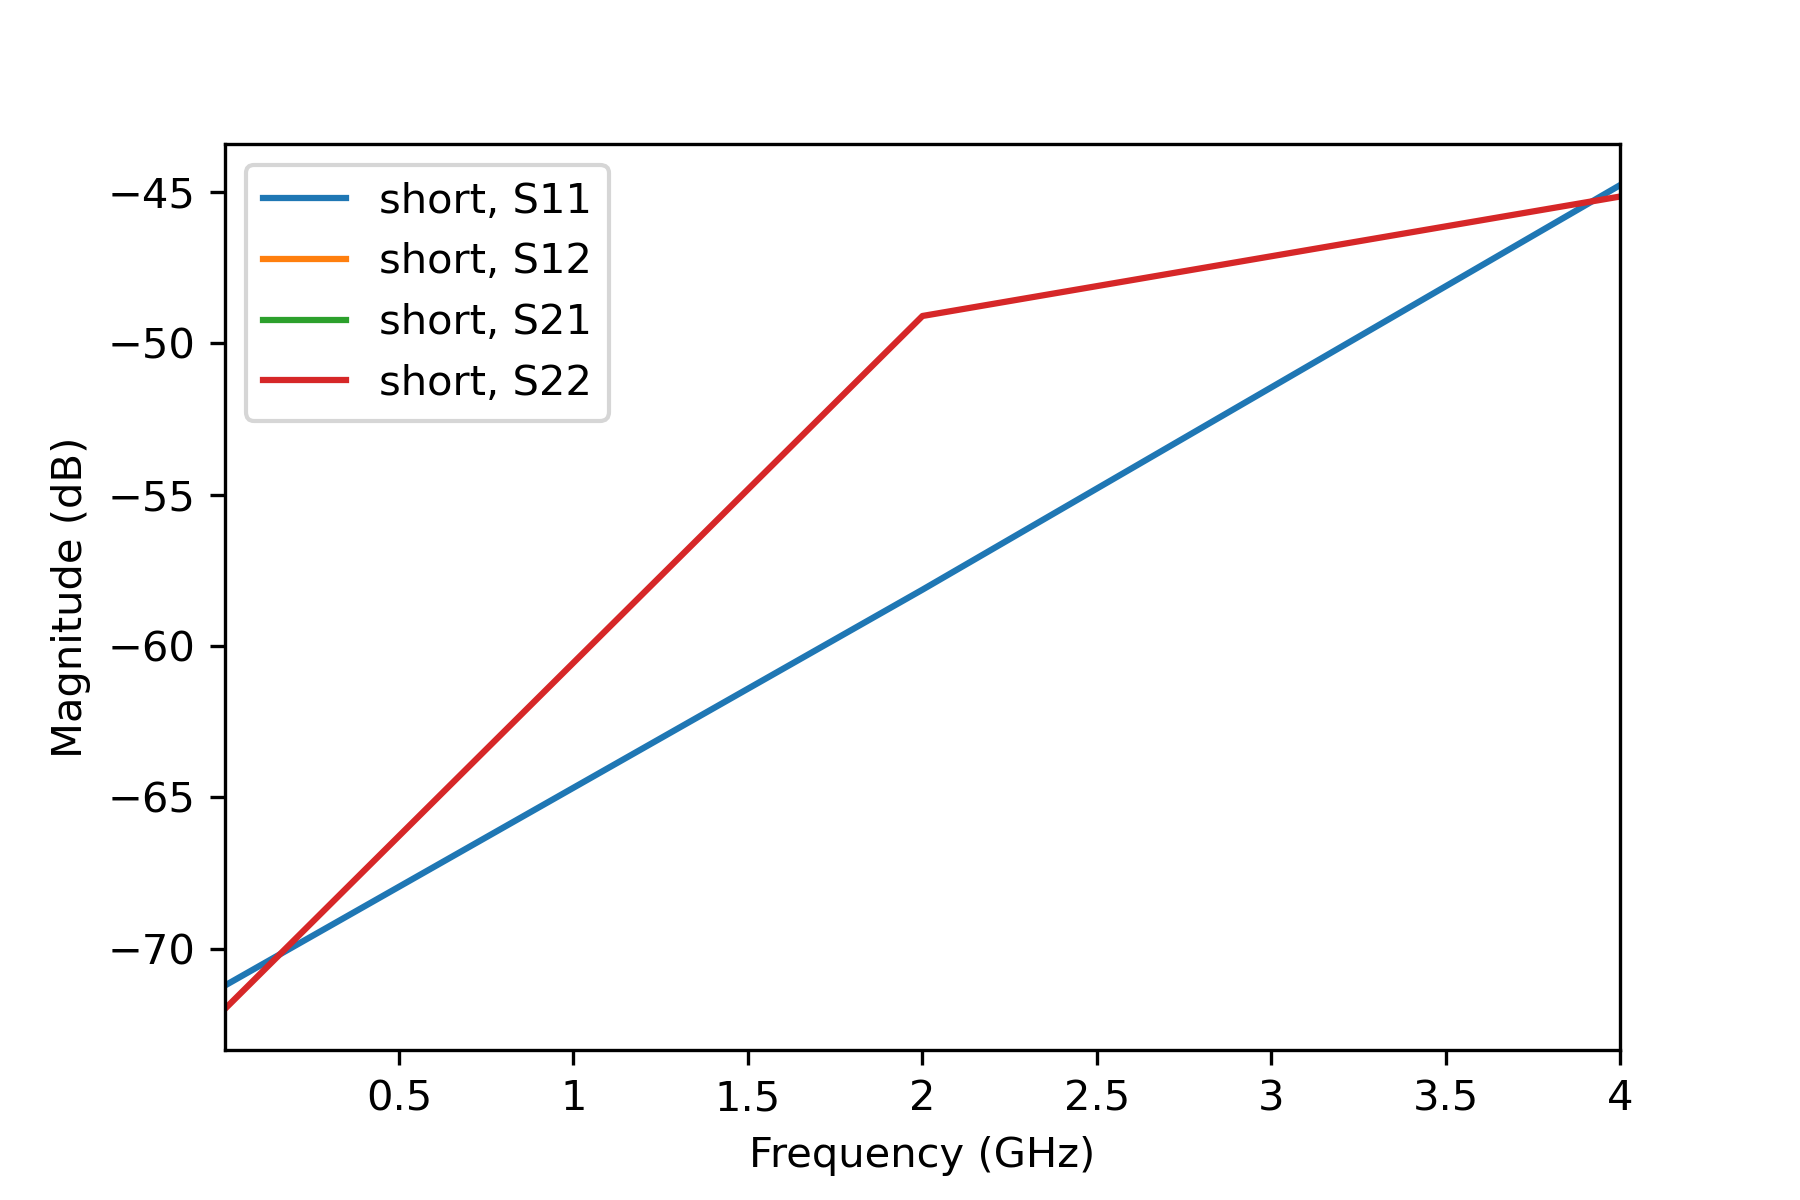 short, S11
short, S12
short, S21
short, S22
Magnitude (dB)
−45
−50
−55
−60
−65
−70
0.5 1 1.5 2 2.5 3 3.5 4
Frequency (GHz)